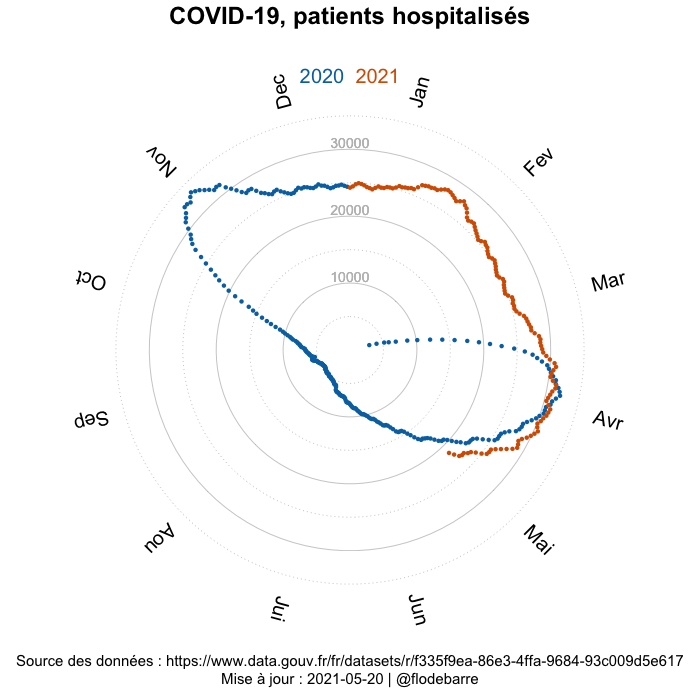 COVID-19, patients hospitalisés
2020 2021
Jan
Fev
Mar
Avr
Mai
Jun
Jui
Aou
Sep
Oct
Nov
Dec
30000
20000
10000
Source des données : https://www.data.gouv.fr/fr/datasets/r/f335f9ea-86e3-4ffa-9684-93c009d5e617
Mise à jour : 2021-05-20 | @flodebarre